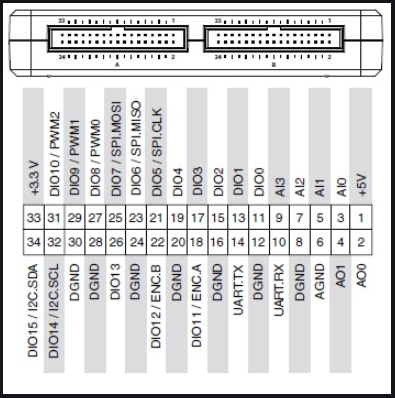 33 1 33 1
34 2 34 2
A B
+3.3 V
DIO10 / PWM2
DIO9 / PWM1
DIO8 / PWM0
DIO7 / SPI.MOSI
DIO6 / SPI.MISO
DIO5 / SPI.CLK
DIO4
DIO3
DIO2
DIO1
DIO0
AI3
AI2
AI1
AI0
+5V
33 31 29 27 25 23 21 19 17 15 13 11 9 7 5 3 1
34 32 30 28 26 24 22 20 18 16 14 12 10 8 6 4 2
DIO15 / I2C.SDA
DIO14 / I2C.SCL
DGND
DGND
DIO13
DGND
DIO12 / ENC.B
DGND
DIO11 / ENC.A
DGND
UART.TX
DGND
UART.RX
DGND
AGND
AO1
AO0